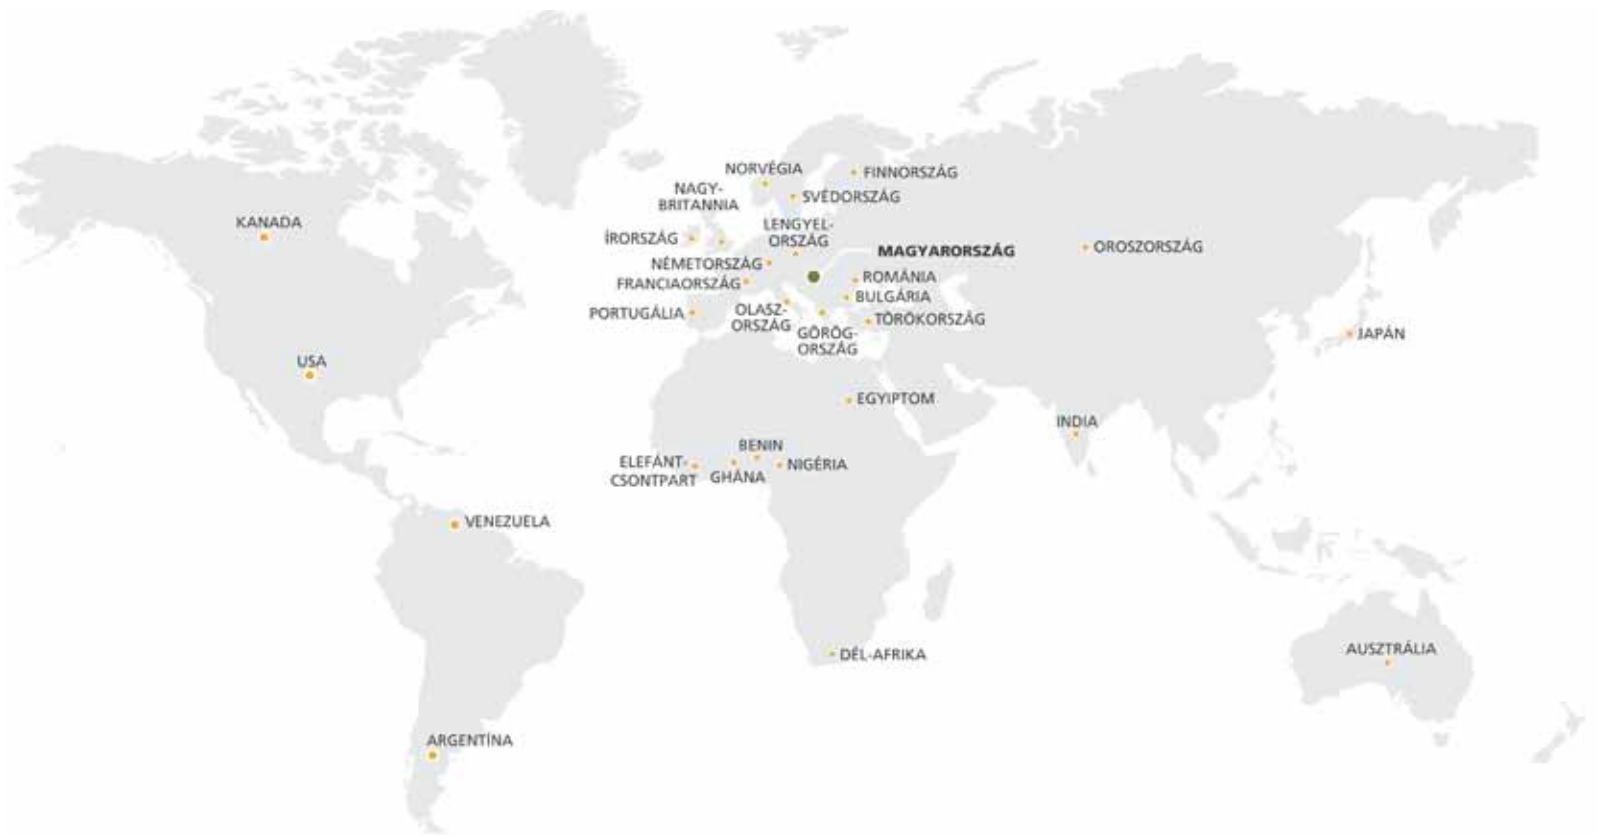 NORVÉGIA
FINNORSZÁG
NAGY-
BRITANNIA
SVÉDORSZÁG
KANADA
LENGYEL-
ORSZÁG
ÍRORSZÁG
MAGYARORSZÁG
OROSZORSZÁG
NÉMETORSZÁG
FRANCIAORSZÁG
ROMÁNIA
BULGÁRIA
PORTUGÁLIA
OLASZ-
ORSZÁG
TÖRÖKORSZÁG
GÖRÖG-
ORSZÁG
JAPÁN
USA
EGYIPTOM
INDIA
BENIN
ELEFÁNT-
CSONTPART
GHÁNA
NIGÉRIA
VENEZUELA
DÉL-AFRIKA
AUSZTRÁLIA
ARGENTÍNA